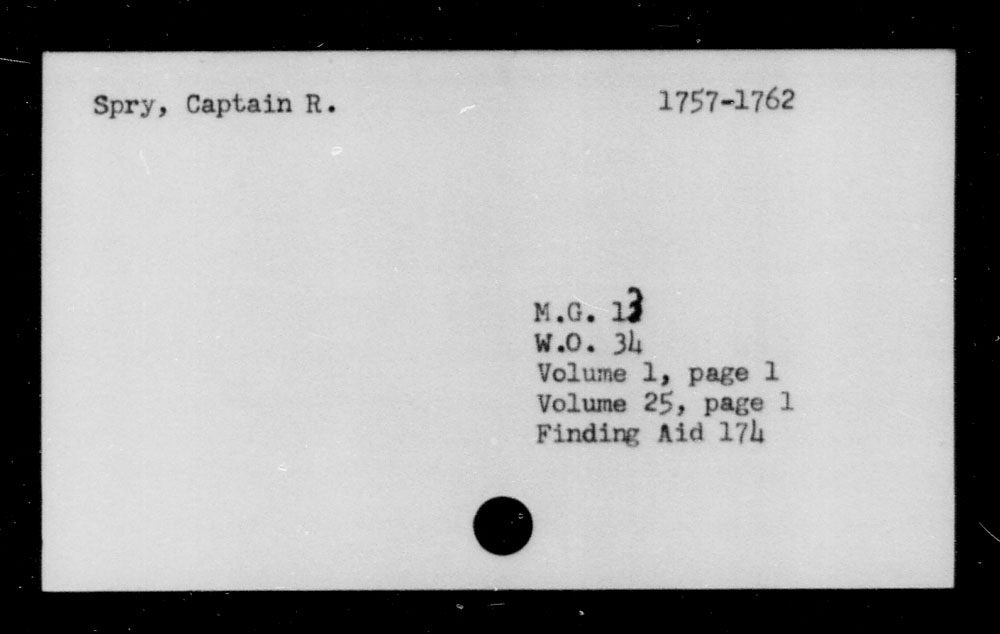 Spry, Captain R. 1757-1762
M.G. 13
W.O. 34
Volume 1, page 1
Volume 25, page 1
Finding Aid 174